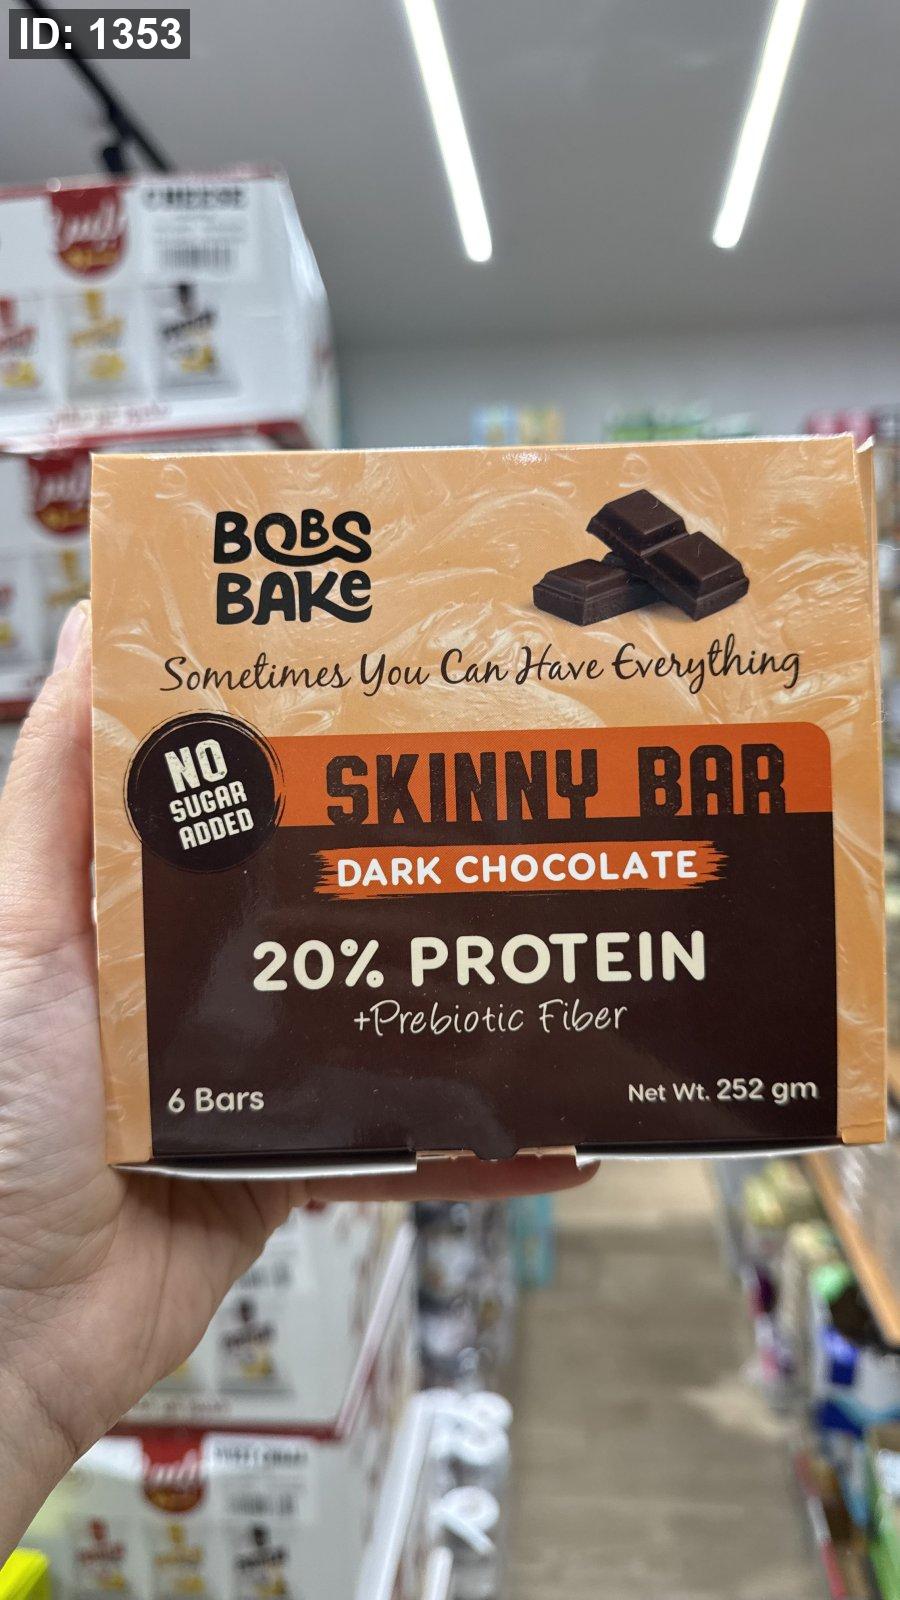 ID: 1353
CHEESE
BOBS
BAKe
Sometimes You Can Have Everything
NO
SUGAR
ADDED
SKINNY BAR
DARK CHOCOLATE
20% PROTEIN
+Prebiotic Fiber
6 Bars
Net Wt. 252 gm